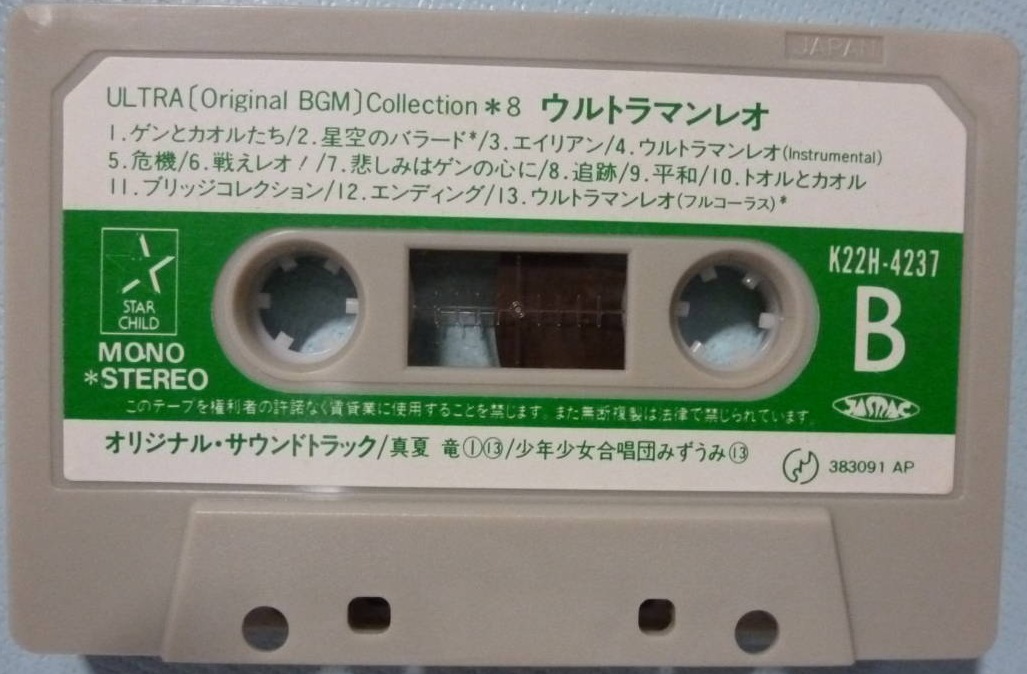 JAPAN
ULTRA〔Original BGM〕Collection＊8 ウルトラマンレオ
1.ゲンとカオルたち/2.星空のバラード*/3.エイリアン/4.ウルトラマンレオ(Instrumental)
5.危機/6.戦えレオ！/7.悲しみはゲンの心に/8.追跡/9.平和/10.トオルとカオル
11.ブリッジコレクション/12.エンディング/13.ウルトラマンレオ(フルコーラス)*
K22H-4237
B
STAR
CHILD
MONO
*STEREO
このテープを権利者の許諾なく賃貸業に使用することを禁じます。また無断複製は法律で禁じられています。
JASRAC
オリジナル・サウンドトラック/真夏 竜①⑬/少年少女合唱団みずうみ⑬
383091 AP